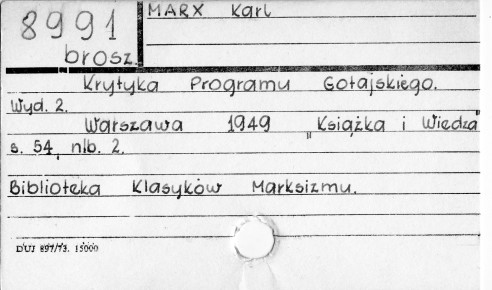 8991
brosz.
MARX Karl
Krytyka Programu Gotajskiego.
Wyd. 2.
Warszawa 1949 "Książka i Wiedza"
s. 54, nlb. 2.
Biblioteka Klasyków Marksizmu.
DUJ 897/73. 15000